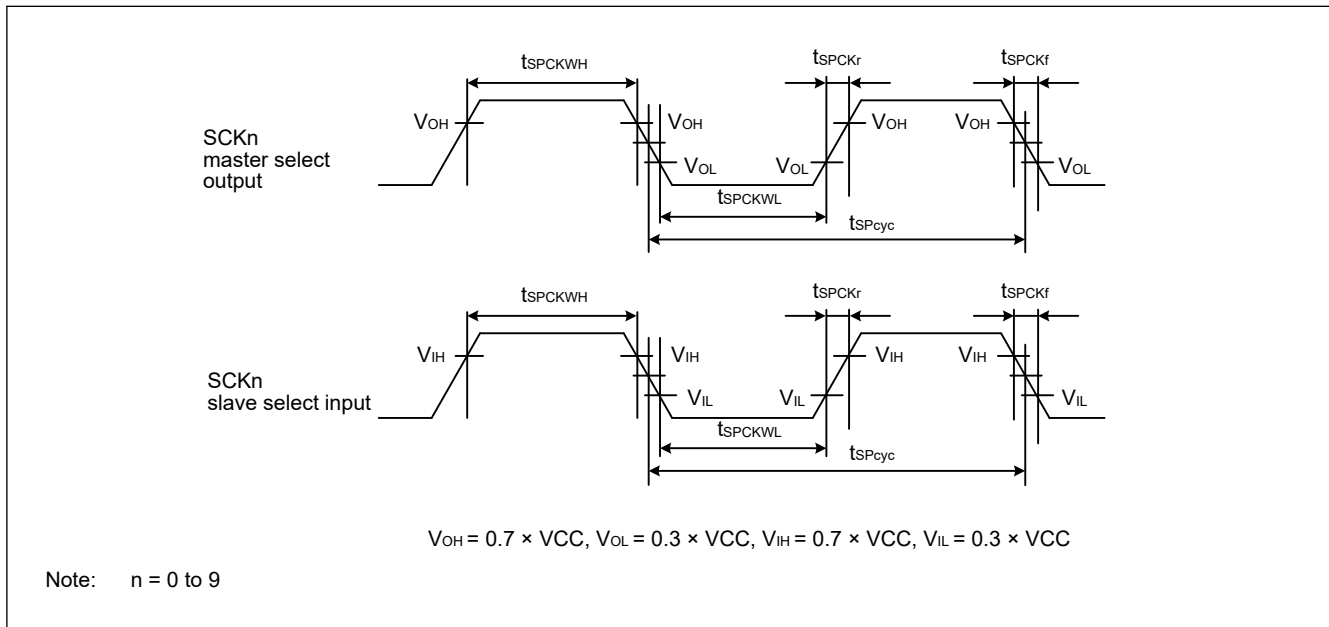 tSPCKWH
tSPCKr
tSPCKf
VOH
VOH
VOH
VOH
SCKn
master select
output
VOL
VOL
VOL
tSPCKWL
tSPcyc
tSPCKWH
tSPCKr
tSPCKf
VIH
VIH
VIH
VIH
SCKn
slave select input
VIL
VIL
VIL
tSPCKWL
tSPcyc
VOH = 0.7 × VCC, VOL = 0.3 × VCC, VIH = 0.7 × VCC, VIL = 0.3 × VCC
Note: n = 0 to 9